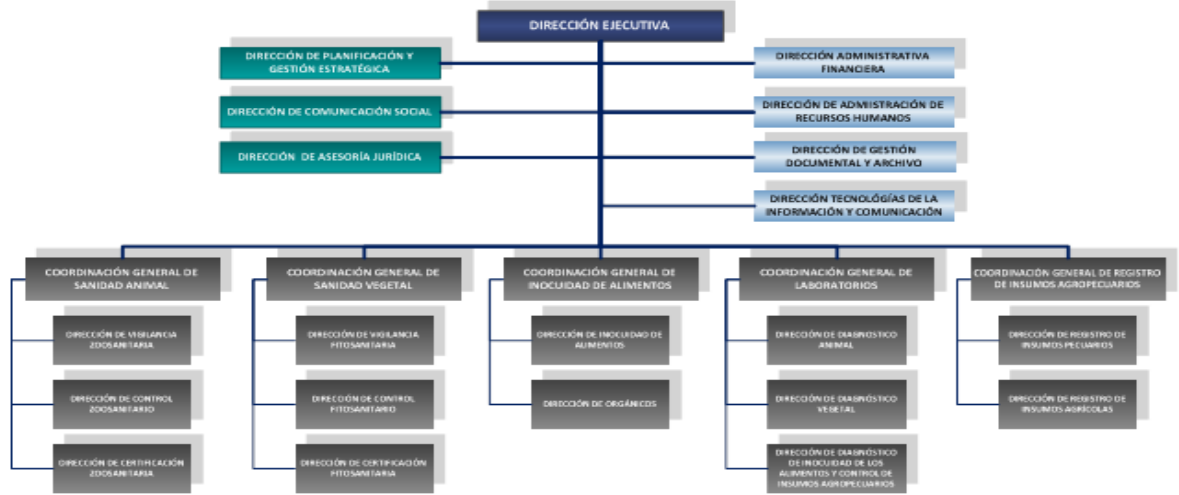 DIRECCIÓN EJECUTIVA
DIRECCIÓN DE PLANIFICACIÓN Y
GESTIÓN ESTRATÉGICA
DIRECCIÓN ADMINISTRATIVA
FINANCIERA
DIRECCIÓN DE COMUNICACIÓN SOCIAL
DIRECCIÓN DE ADMISTRACIÓN DE
RECURSOS HUMANOS
DIRECCIÓN DE ASESORÍA JURÍDICA
DIRECCIÓN DE GESTIÓN
DOCUMENTAL Y ARCHIVO
DIRECCIÓN TECNOLÓGÍAS DE LA
INFORMACIÓN Y COMUNICACIÓN
COORDINACIÓN GENERAL DE
SANIDAD ANIMAL
DIRECCIÓN DE VIGILANCIA
ZOOSANITARIA
DIRECCIÓN DE CONTROL
ZOOSANITARIO
DIRECCIÓN DE CERTIFICACIÓN
ZOOSANITARIA
COORDINACIÓN GENERAL DE
SANIDAD VEGETAL
DIRECCIÓN DE VIGILANCIA
FITOSANITARIA
DIRECCIÓN DE CONTROL
FITOSANITARIO
DIRECCIÓN DE CERTIFICACIÓN
FITOSANITARIA
COORDINACIÓN GENERAL DE
INOCUIDAD DE ALIMENTOS
DIRECCIÓN DE INOCUIDAD DE
ALIMENTOS
DIRECCIÓN DE ORGÁNICOS
COORDINACIÓN GENERAL DE
LABORATORIOS
DIRECCIÓN DE DIAGNÓSTICO
ANIMAL
DIRECCIÓN DE DIAGNÓSTICO
VEGETAL
DIRECCIÓN DE DIAGNÓSTICO
DE INOCUIDAD DE LOS
ALIMENTOS Y CONTROL DE
INSUMOS AGROPECUARIOS
COORDINACIÓN GENERAL DE REGISTRO
DE INSUMOS AGROPECUARIOS
DIRECCIÓN DE REGISTRO DE
INSUMOS PECUARIOS
DIRECCIÓN DE REGISTRO DE
INSUMOS AGRÍCOLAS